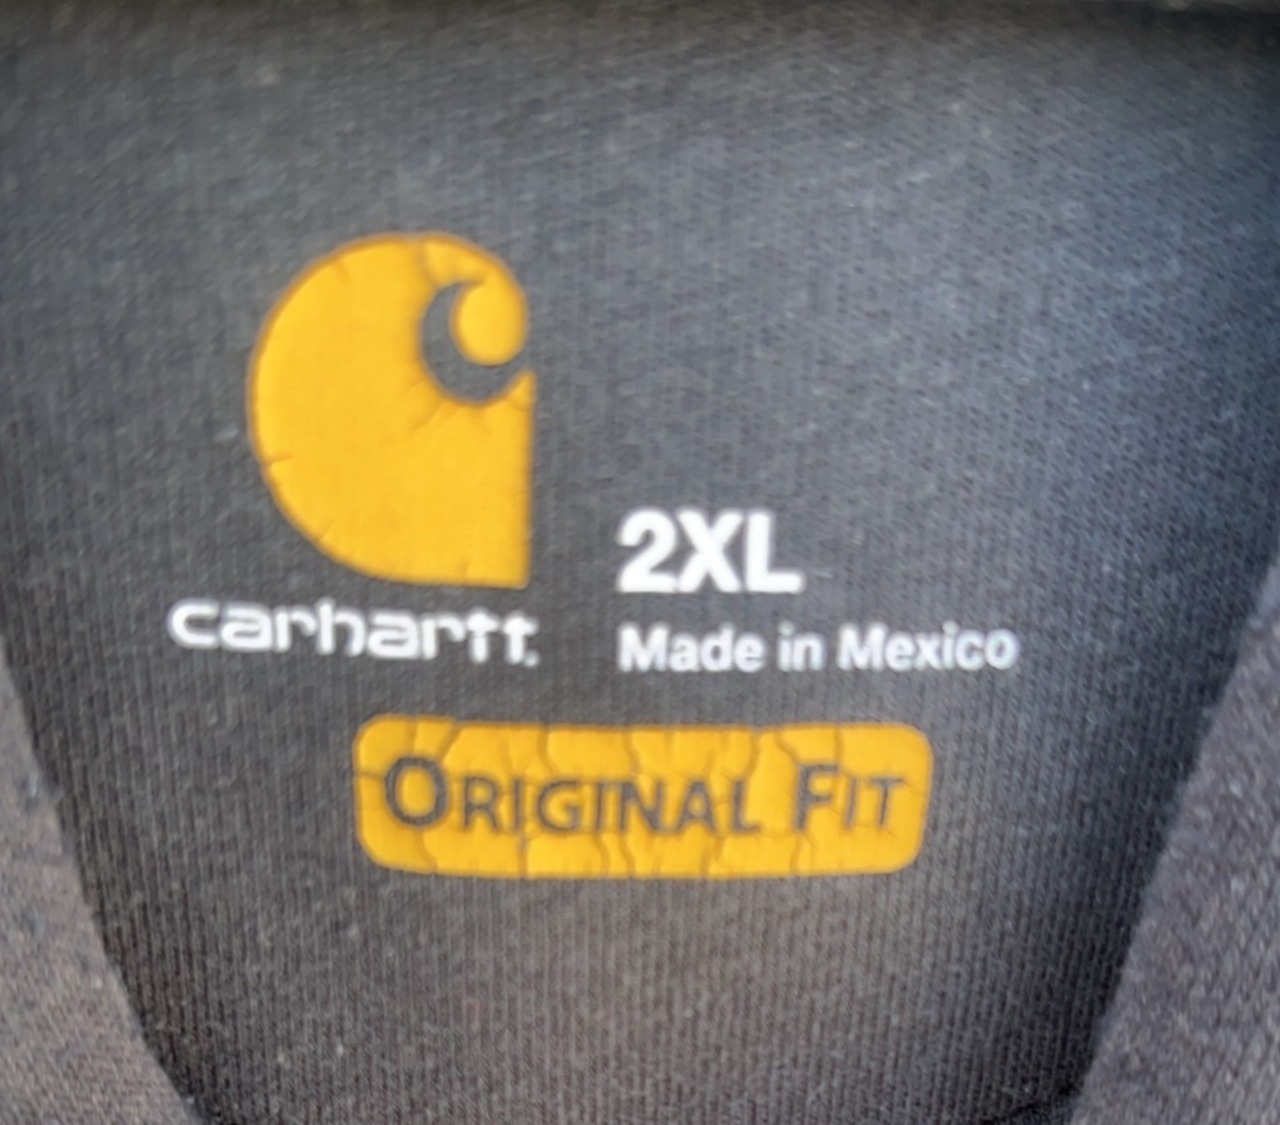 carhartt.
2XL
Made in Mexico
ORIGINAL FIT